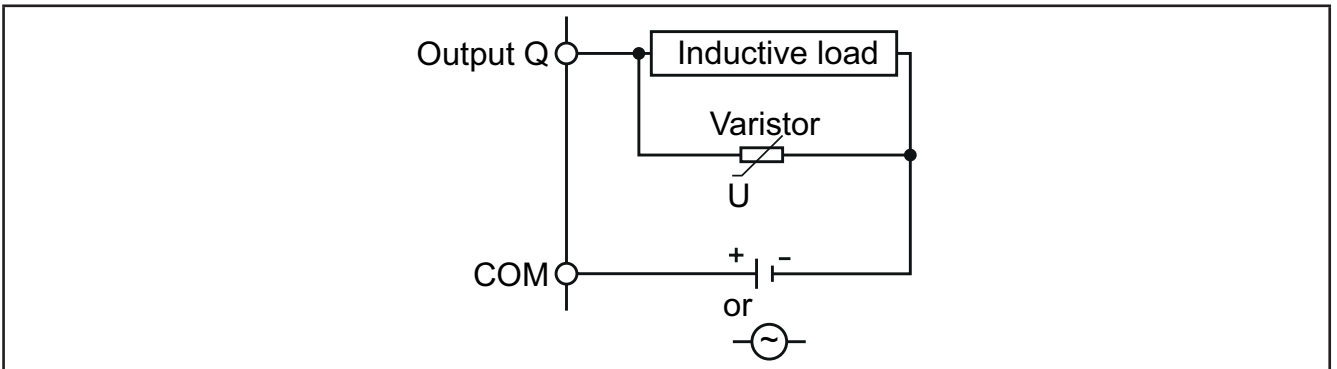 Output Q
Inductive load
Varistor
U
+ –
COM
or
~